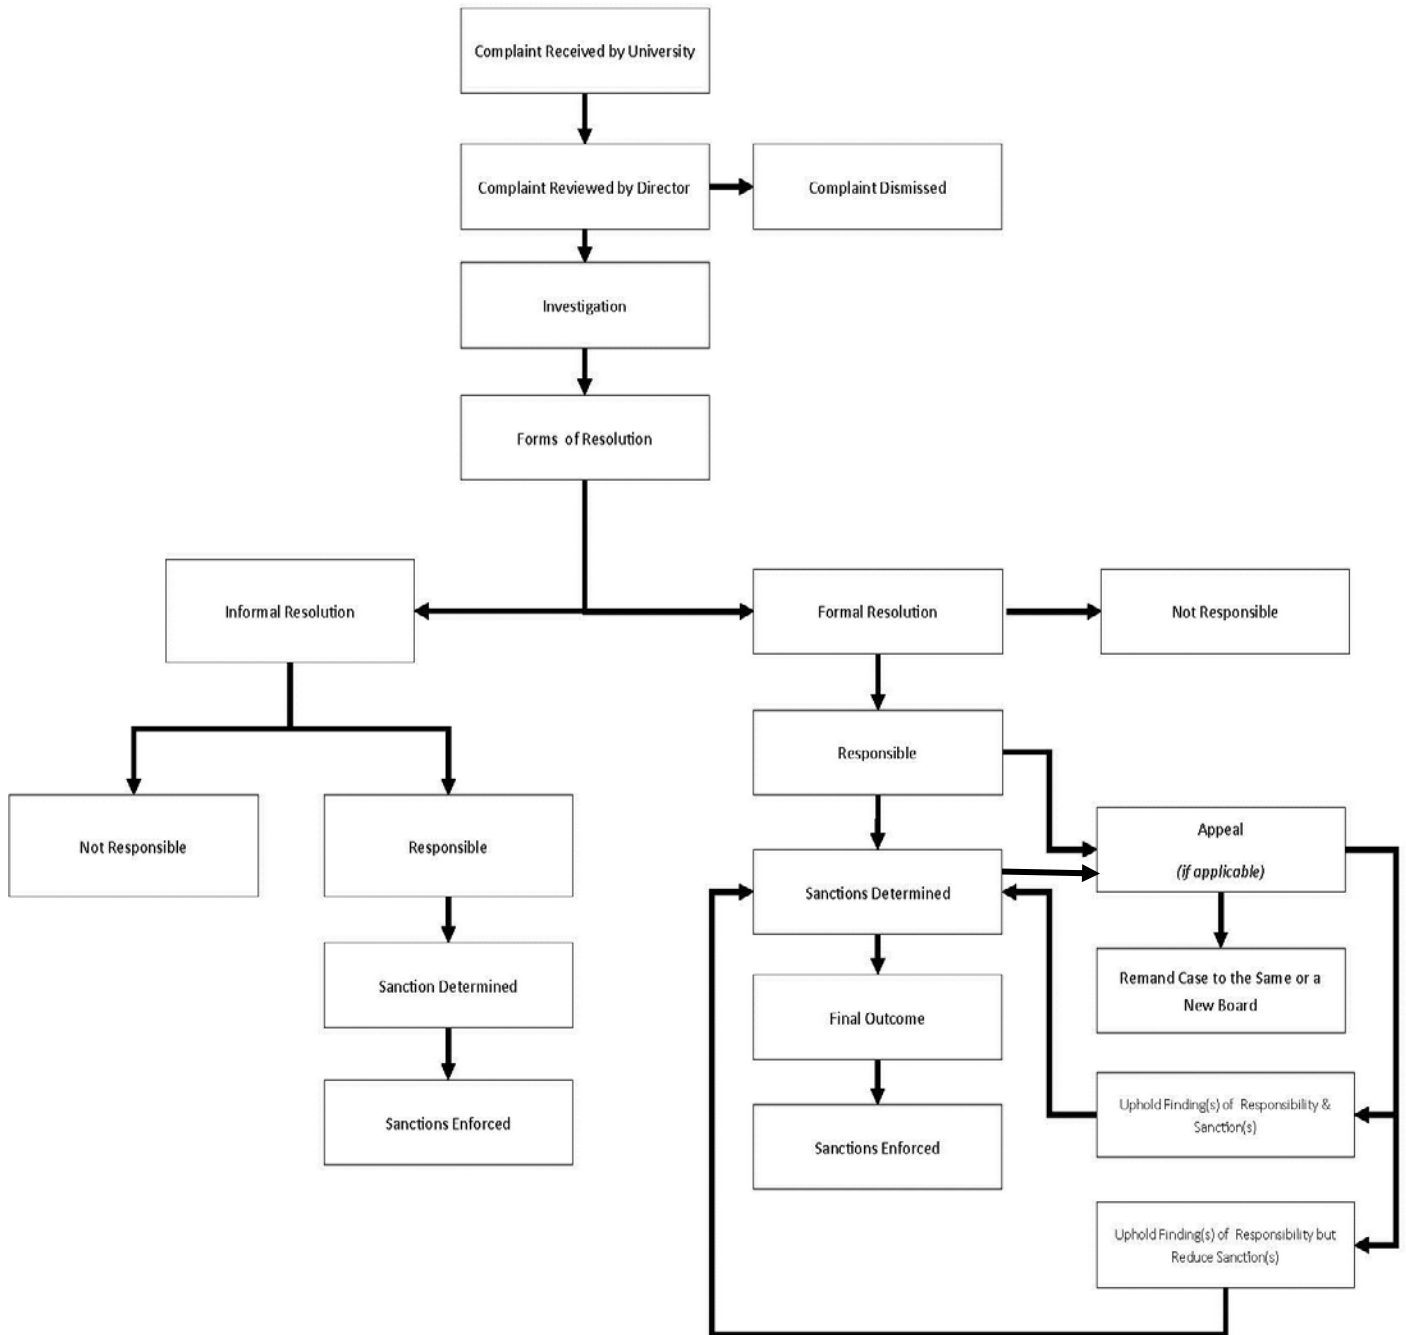 Complaint Received by University
Complaint Reviewed by Director
Complaint Dismissed
Investigation
Forms of Resolution
Informal Resolution
Formal Resolution
Not Responsible
Responsible
Not Responsible
Responsible
Appeal
(if applicable)
Sanctions Determined
Sanction Determined
Remand Case to the Same or a
New Board
Final Outcome
Sanctions Enforced
Uphold Finding(s) of Responsibility &
Sanction(s)
Sanctions Enforced
Uphold Finding(s) of Responsibility but
Reduce Sanction(s)